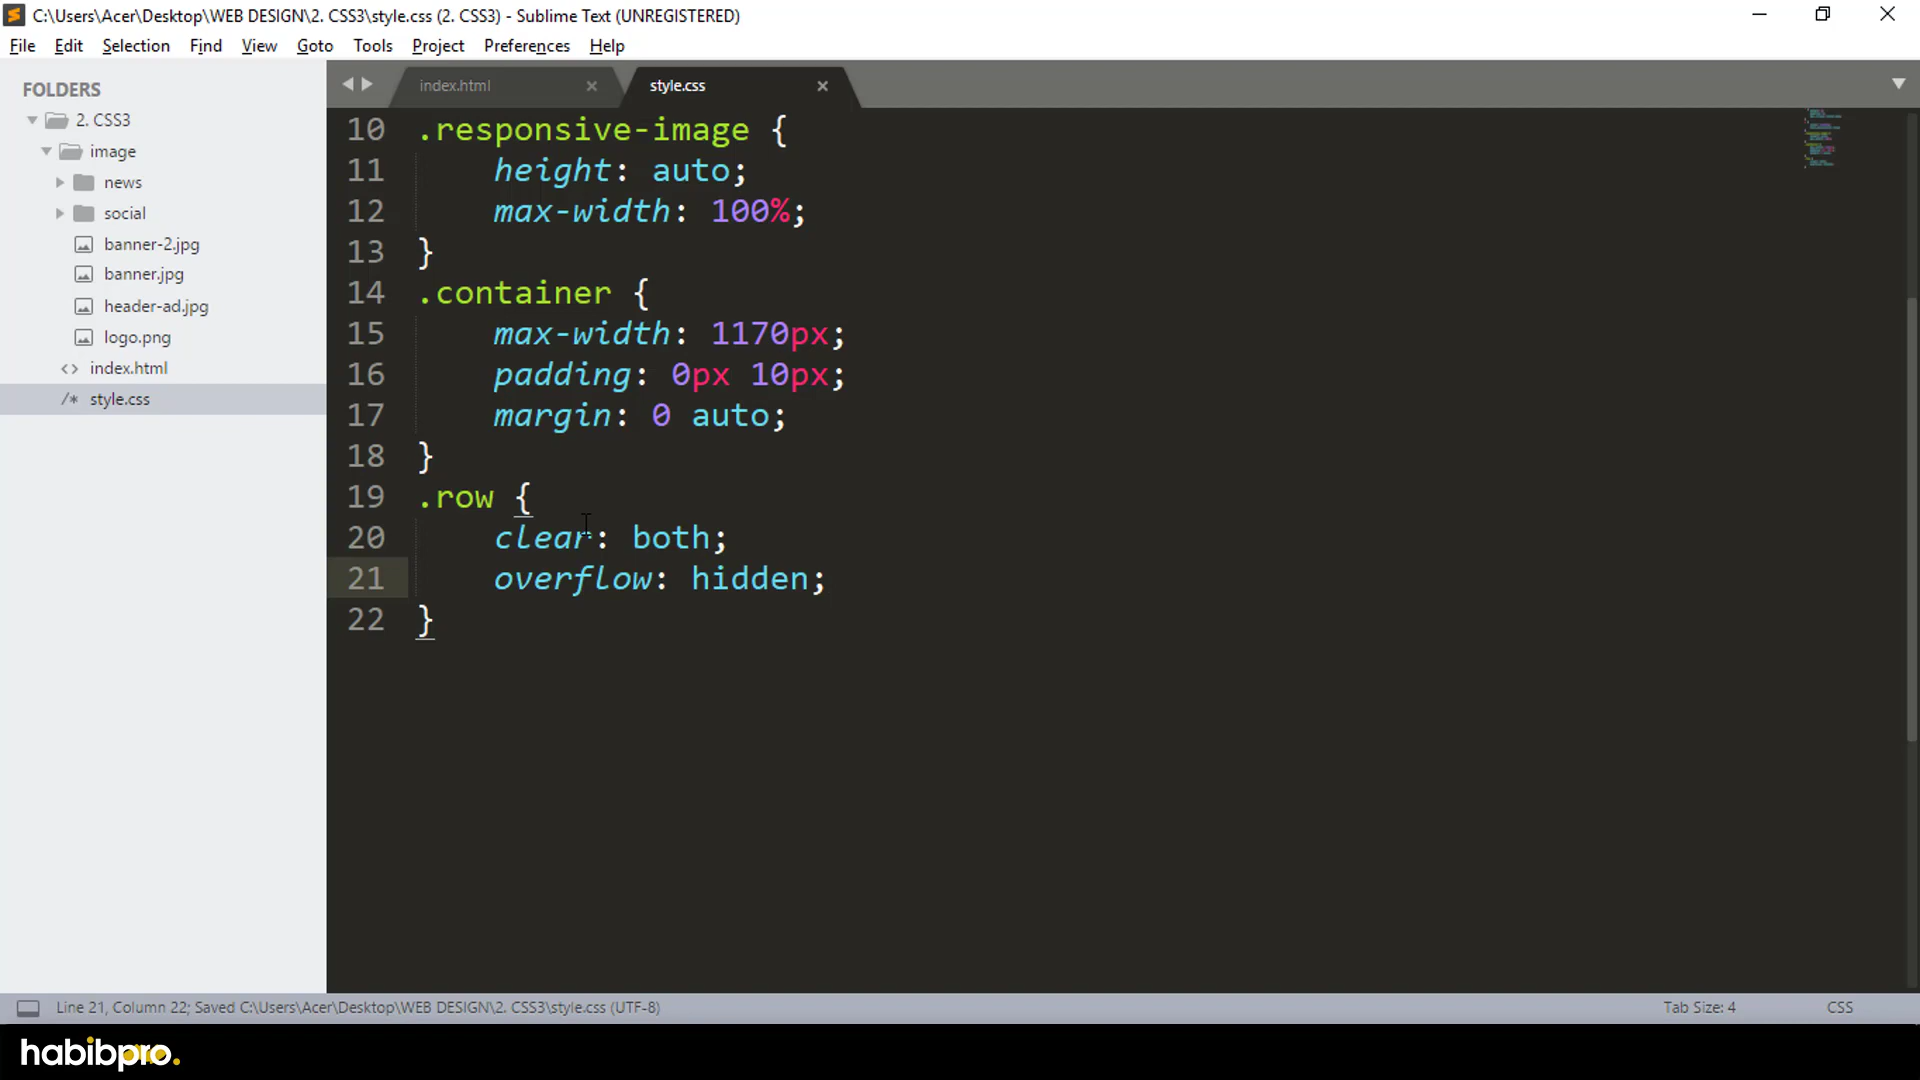 C:\Users\Acer\Desktop\WEB DESIGN\2. CSS3\style.css (2. CSS3) - Sublime Text (UNREGISTERED)
File Edit Selection Find View Goto Tools Project Preferences Help
FOLDERS
2. CSS3
image
news
social
banner-2.jpg
banner.jpg
header-ad.jpg
logo.png
<> index.html
/* style.css
index.html style.css
10 .responsive-image {
11 height: auto;
12 max-width: 100%;
13 }
14 .container {
15 max-width: 1170px;
16 padding: 0px 10px;
17 margin: 0 auto;
18 }
19 .row {
20 clear: both;
21 overflow: hidden;
22 }
Line 21, Column 22; Saved C:\Users\Acer\Desktop\WEB DESIGN\2. CSS3\style.css (UTF-8) Tab Size: 4 CSS
habibpro.